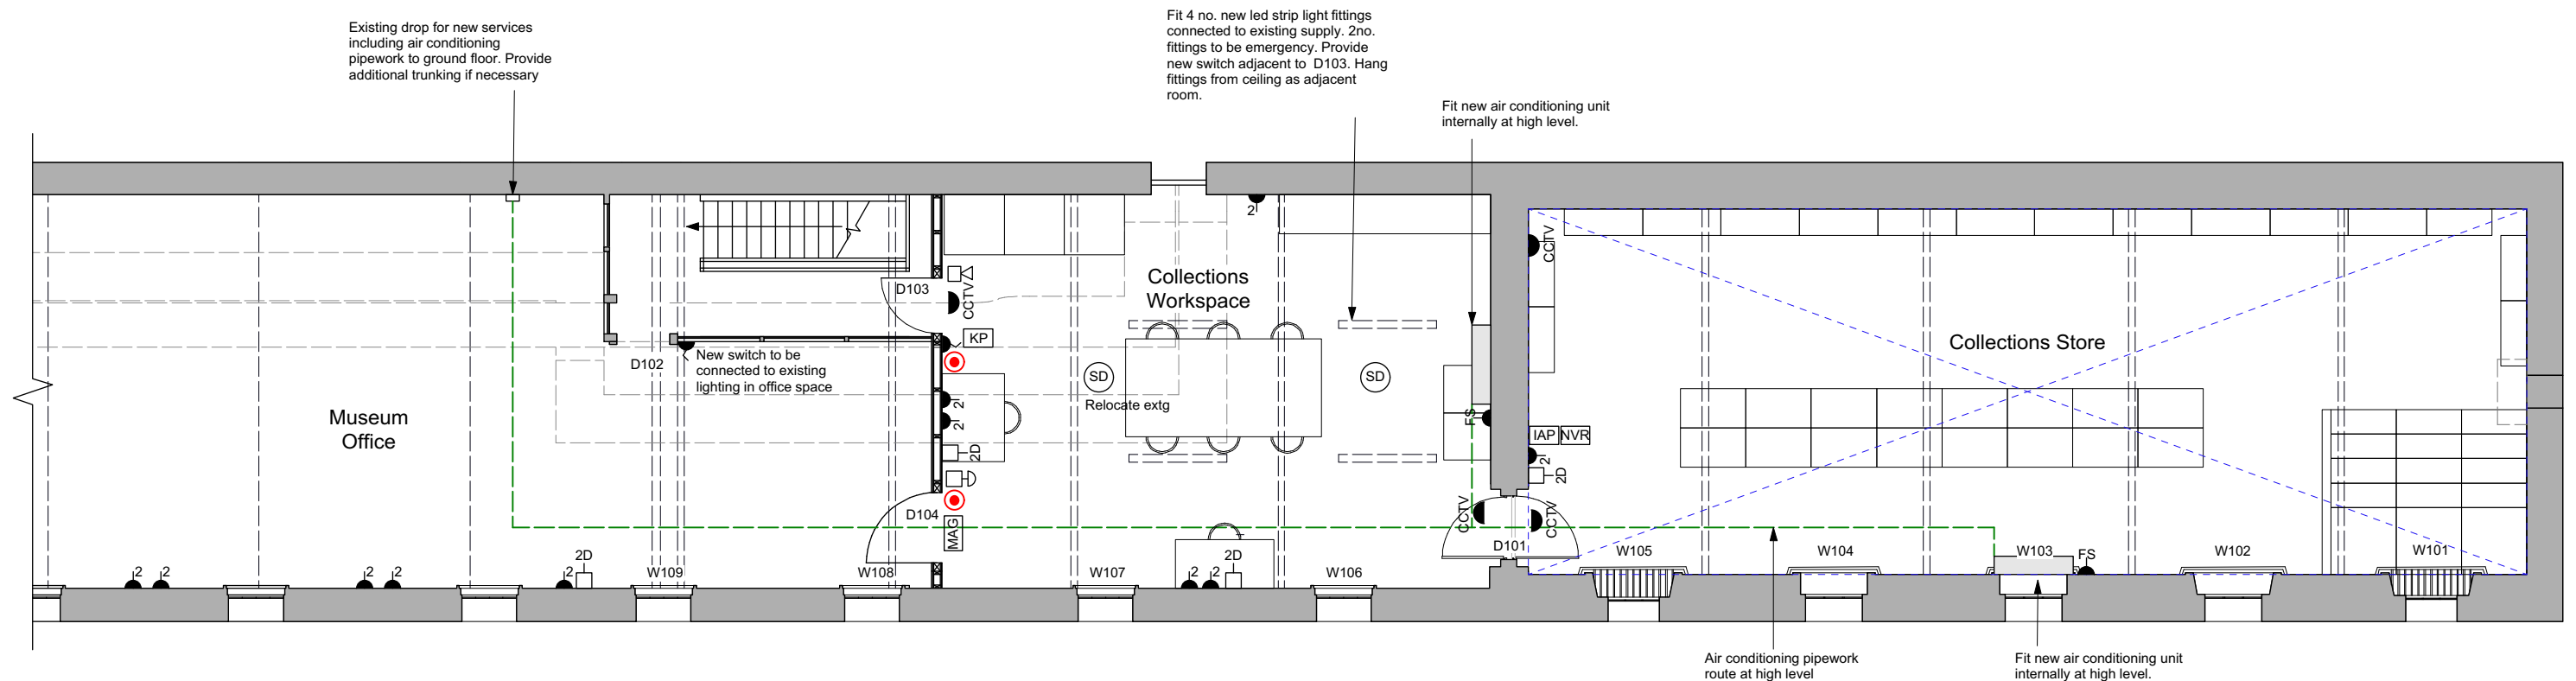 Existing drop for new services
including air conditioning
pipework to ground floor. Provide
additional trunking if necessary
Fit 4 no. new led strip light fittings
connected to existing supply. 2no.
fittings to be emergency. Provide
new switch adjacent to D103. Hang
fittings from ceiling as adjacent
room.
Fit new air conditioning unit
internally at high level.
2
CCTV
D103
CCTV
Collections
Workspace
KP
Collections Store
New switch to be
connected to existing
lighting in office space
D102
SD
SD
Relocate extg
Museum
Office
2
2
FS
IAP
NVR
2D
2
2D
D104
MAG
CCTV
CCTV
D101
2
2
2
2
2D
W109
W108
W107
2
2
2D
W106
W105
W104
W103
FS
W102
W101
Air conditioning pipework
route at high level
Fit new air conditioning unit
internally at high level.